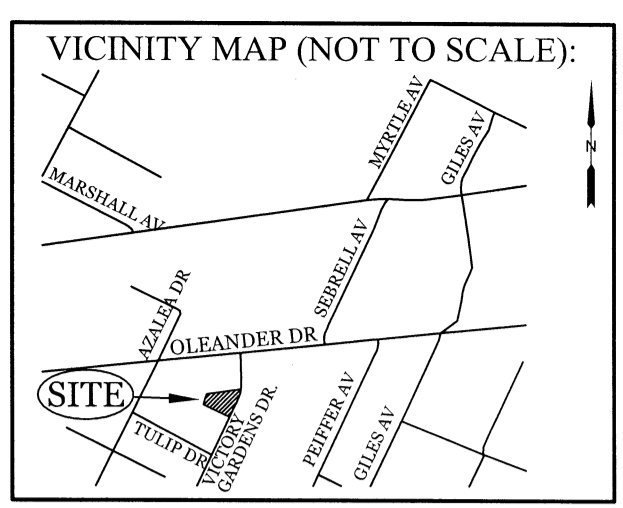 VICINITY MAP (NOT TO SCALE):
MYRTLE AV
GILES AV
N
MARSHALL AV
SEBRELL AV
AZALEA DR
OLEANDER DR
SITE
TULIP DR
VICTORY
GARDENS DR.
PEIFFER AV
GILES AV